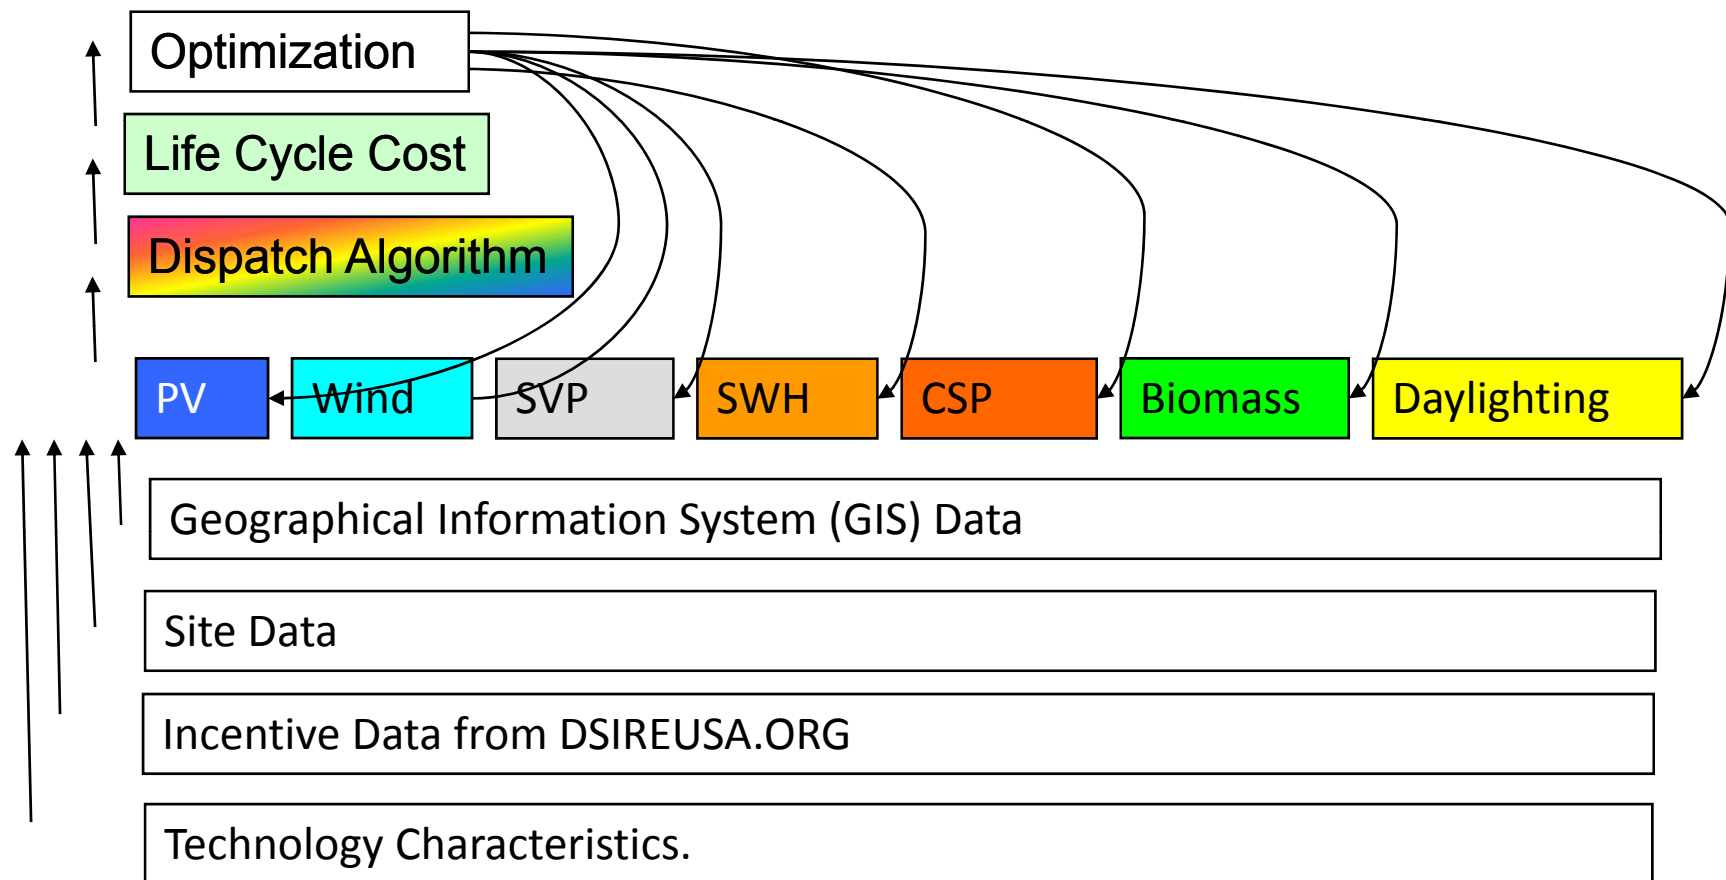 Optimization
Life Cycle Cost
Dispatch Algorithm
PV
Wind
SVP
SWH
CSP
Biomass
Daylighting
Geographical Information System (GIS) Data
Site Data
Incentive Data from DSIREUSA.ORG
Technology Characteristics.